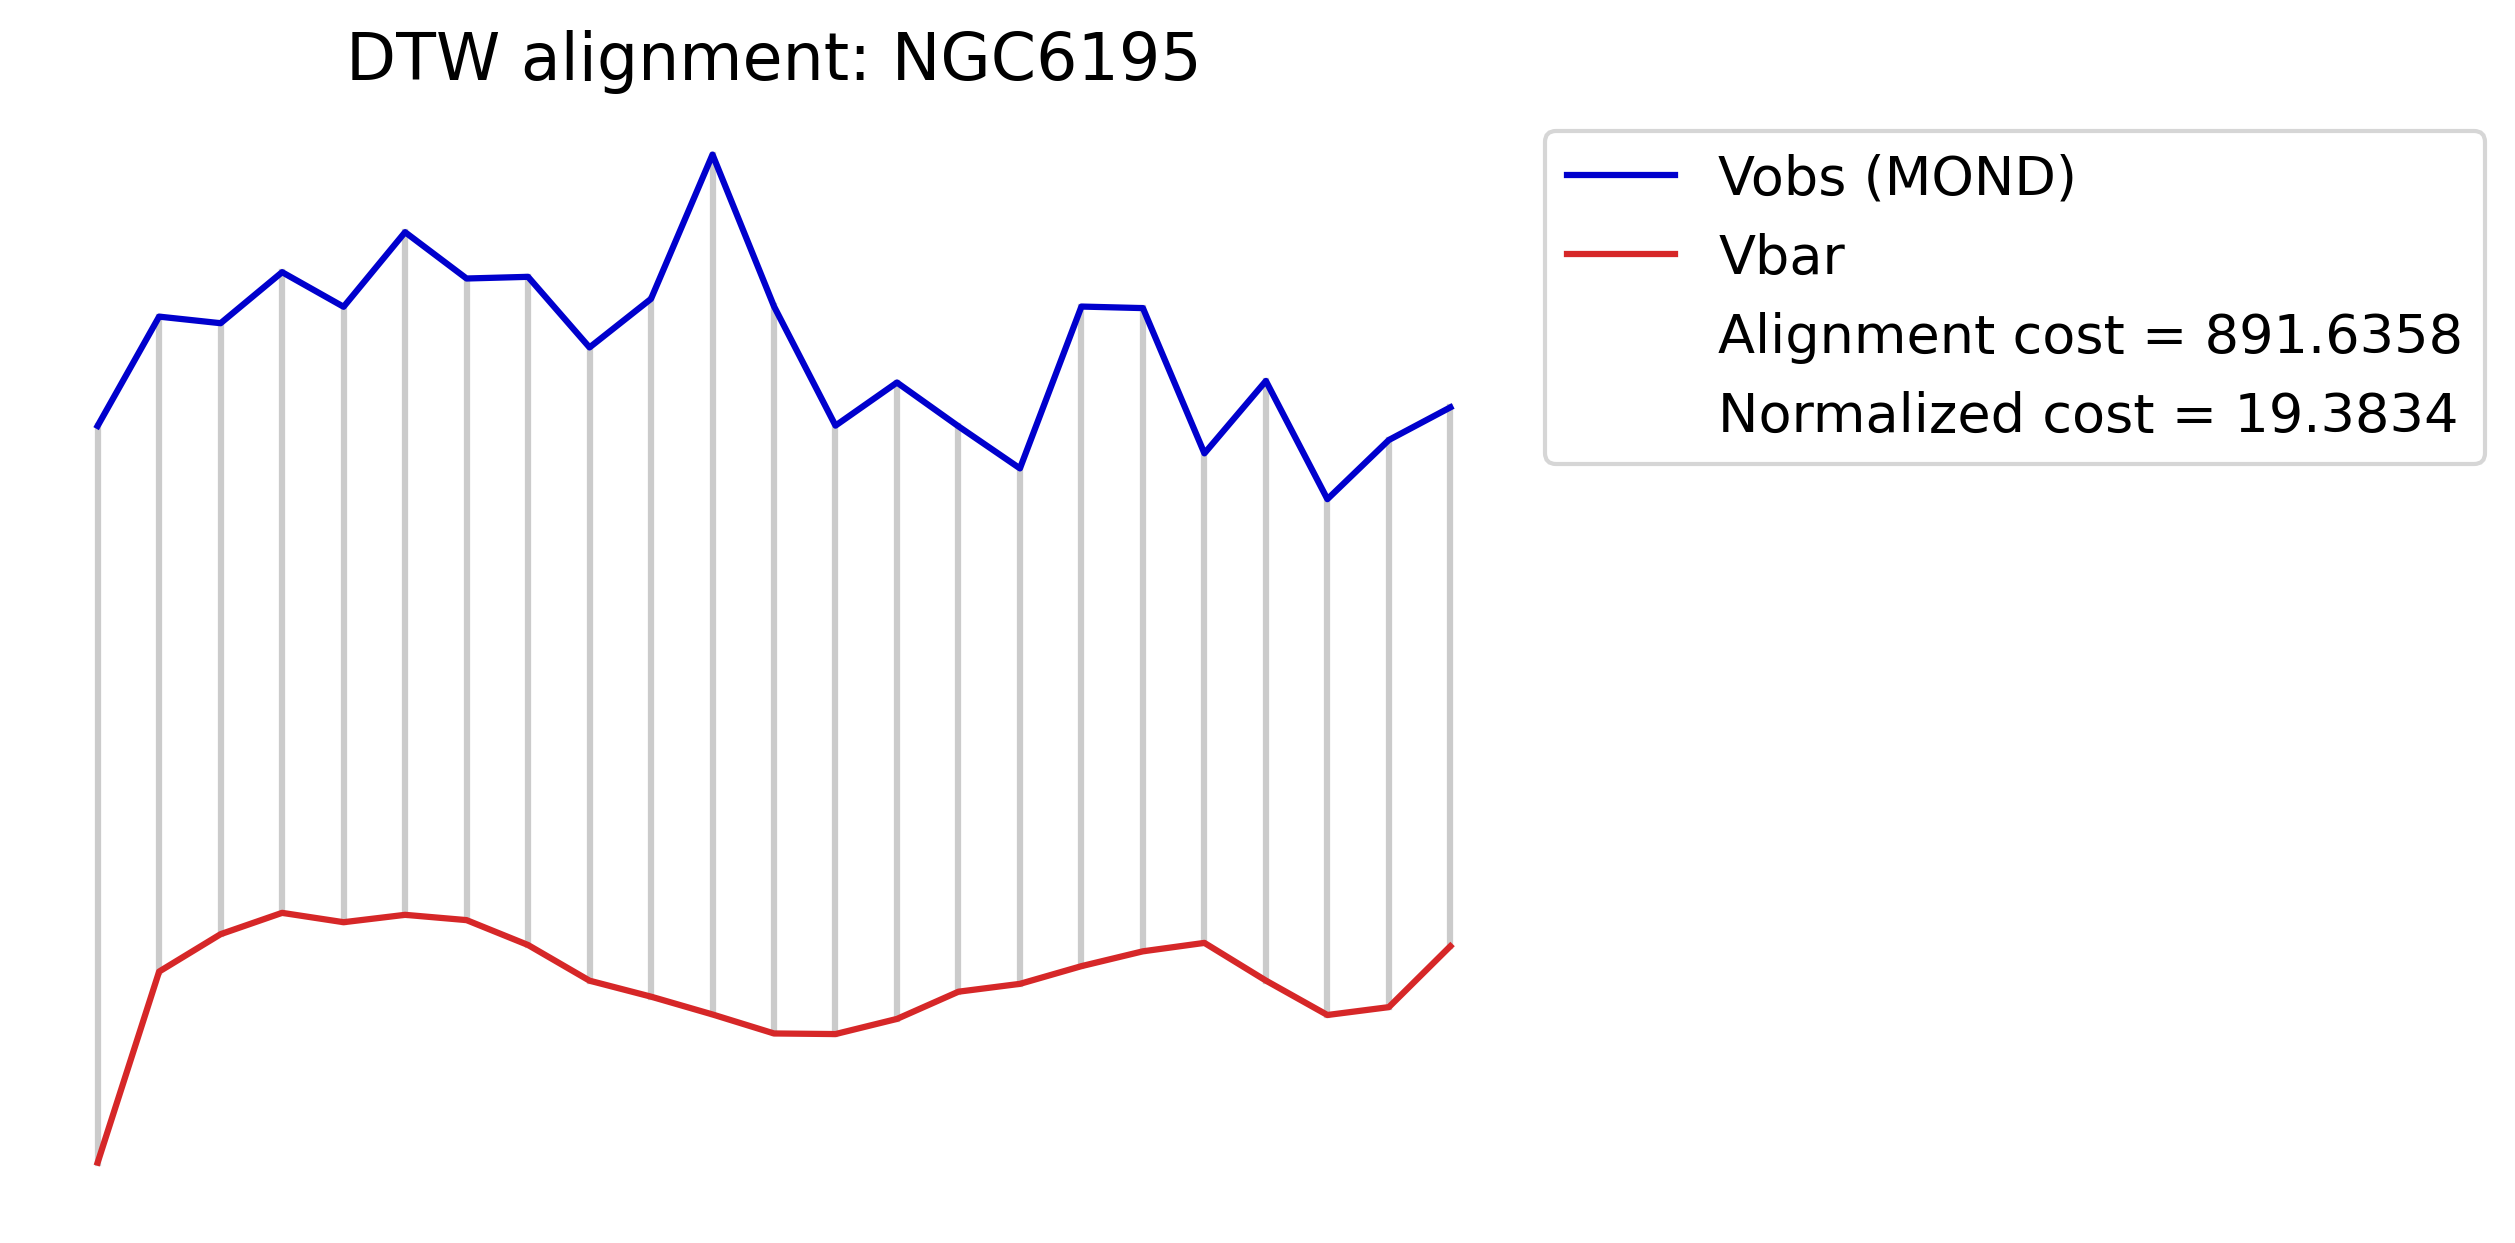 DTW alignment: NGC6195
Vobs (MOND)
Vbar
Alignment cost = 891.6358
Normalized cost = 19.3834